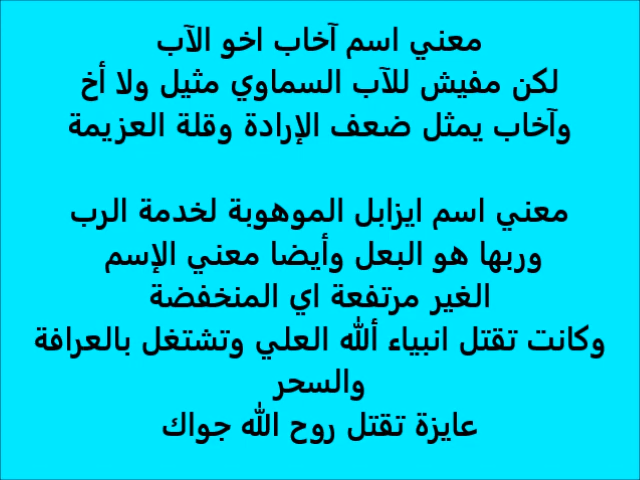 معني اسم آخاب اخو الآب
لكن مفيش للآب السماوي مثيل ولا أخ
وآخاب يمثل ضعف الإرادة وقلة العزيمة
معني اسم ايزابل الموهوبة لخدمة الرب
وربها هو البعل وأيضا معني الإسم
الغير مرتفعة اي المنخفضة
وكانت تقتل انبياء ألله العلي وتشتغل بالعرافة
والسحر
عايزة تقتل روح الله جواك